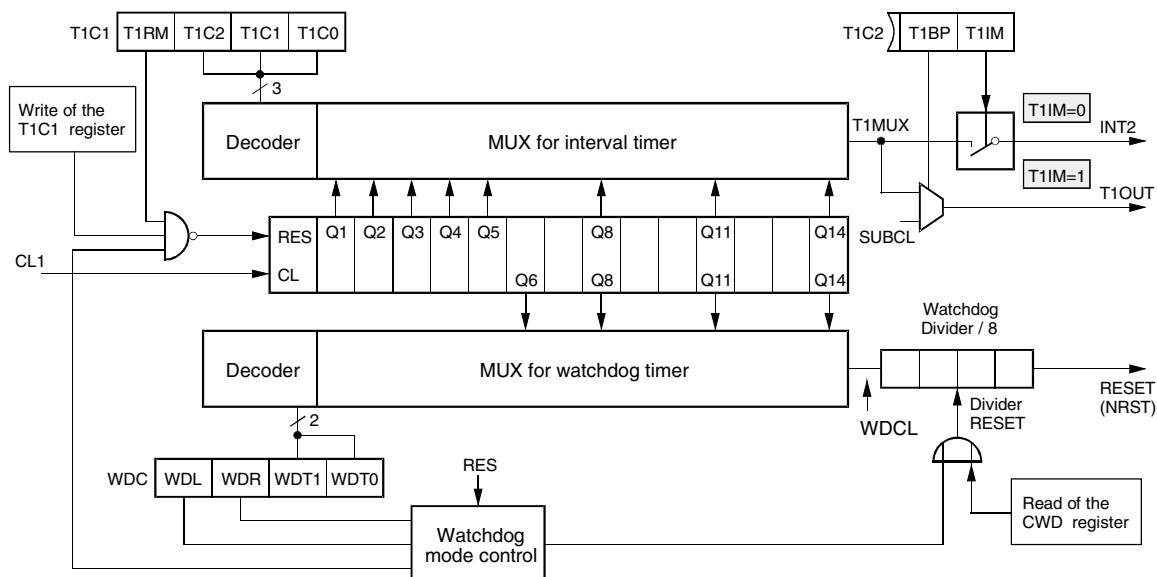 T1C1 T1RM T1C2 T1C1 T1C0
T1C2 T1BP T1IM
3
Write of the
T1C1 register
Decoder
MUX for interval timer
T1MUX
T1IM=0
INT2
T1IM=1
T1OUT
SUBCL
RES Q1 Q2 Q3 Q4 Q5 Q8 Q11 Q14
CL1
CL
Q6 Q8 Q11 Q14
Watchdog
Divider / 8
Decoder
MUX for watchdog timer
RESET
(NRST)
2
WDCL
Divider
RESET
WDC WDL WDR WDT1 WDT0
RES
Watchdog
mode control
Read of the
CWD register